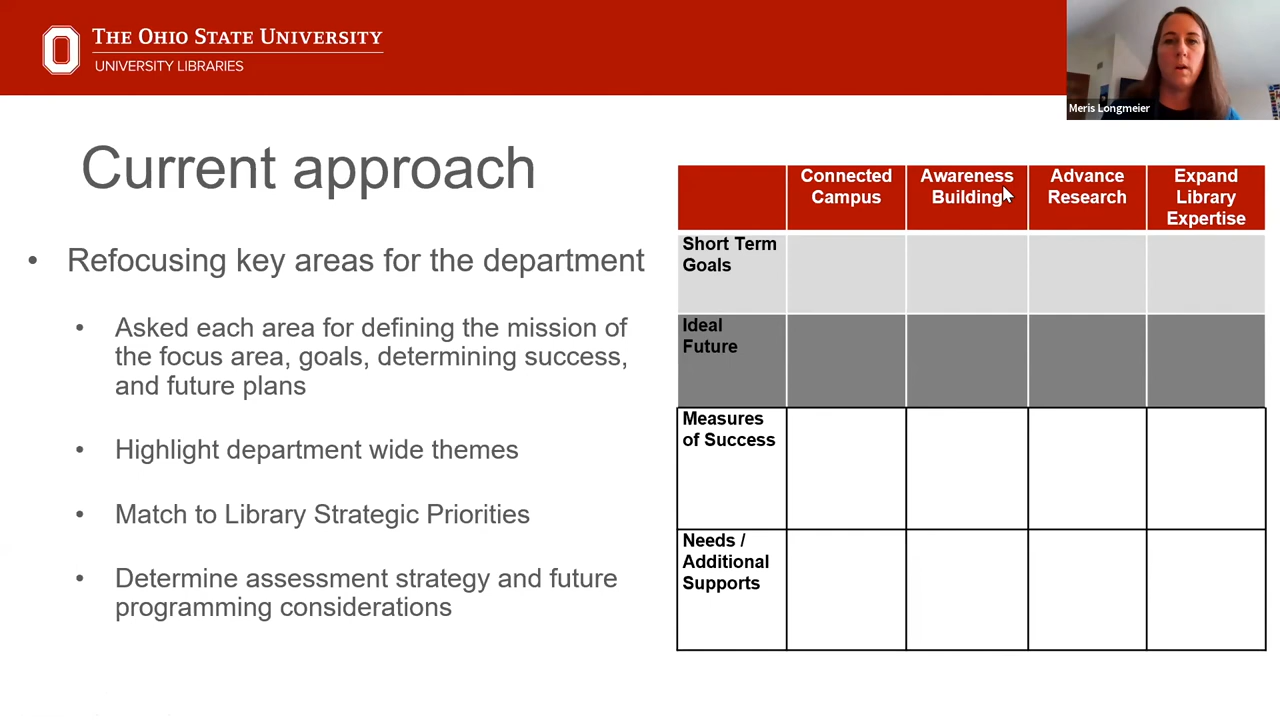 THE OHIO STATE UNIVERSITY
UNIVERSITY LIBRARIES
Meris Longmeier
Current approach
• Refocusing key areas for the department
• Asked each area for defining the mission of
the focus area, goals, determining success,
and future plans
• Highlight department wide themes
• Match to Library Strategic Priorities
• Determine assessment strategy and future
programming considerations
Connected
Campus
Awareness
Building
Advance
Research
Expand
Library
Expertise
Short Term
Goals
Ideal
Future
Measures
of Success
Needs /
Additional
Supports